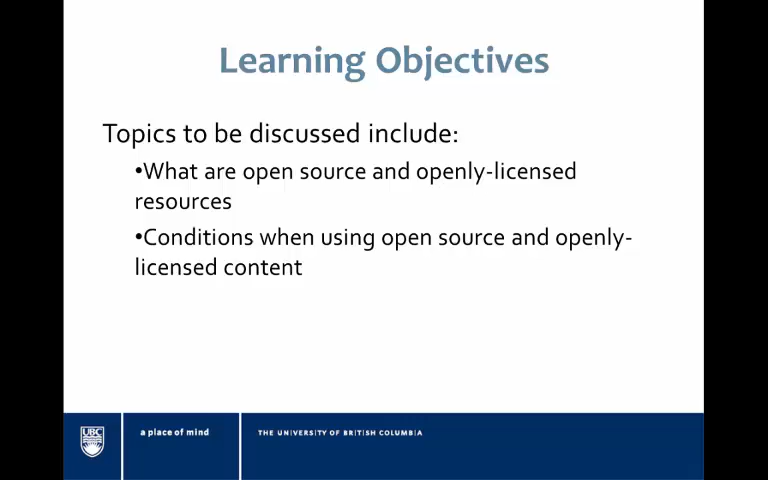 Learning Objectives
Topics to be discussed include:
•What are open source and openly-licensed
resources
•Conditions when using open source and openly-
licensed content
UBC
a place of mind
THE UNIVERSITY OF BRITISH COLUMBIA